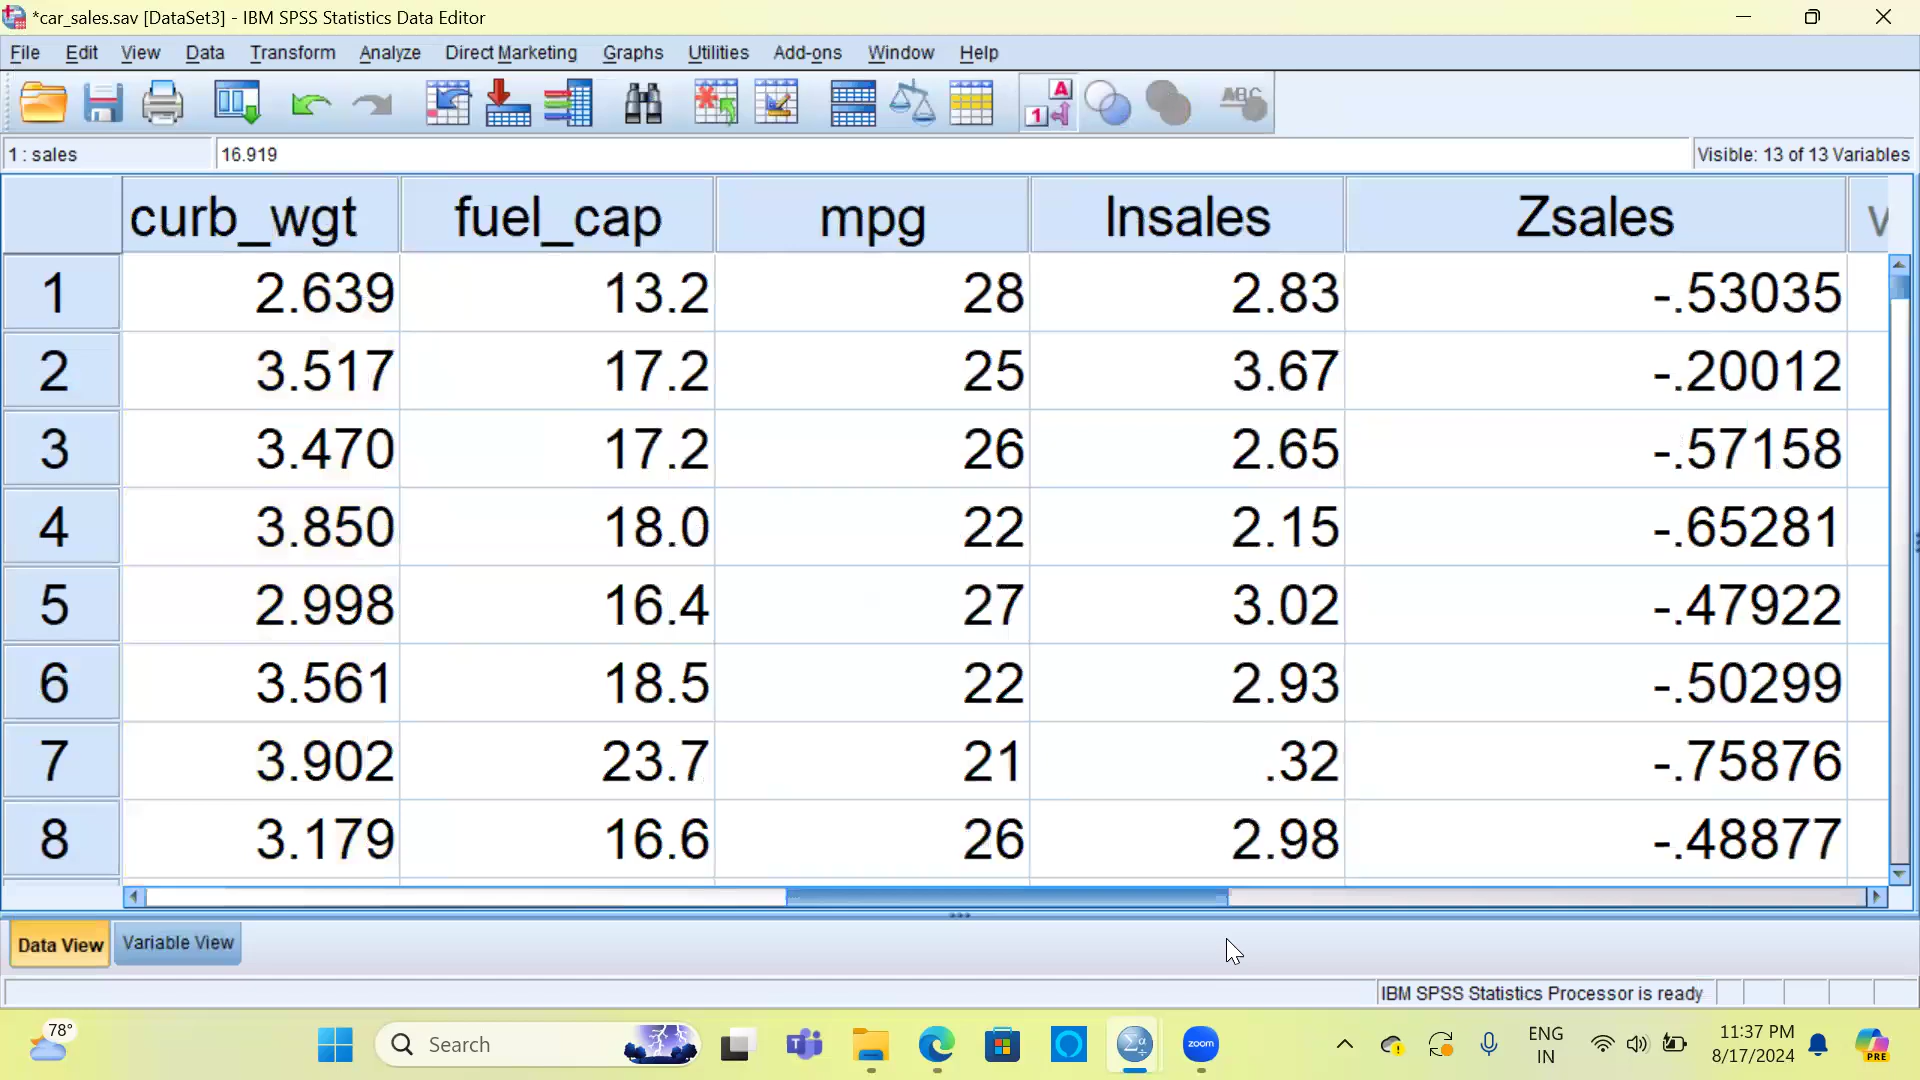 *car_sales.sav [DataSet3] - IBM SPSS Statistics Data Editor
File Edit View Data Transform Analyze Direct Marketing Graphs Utilities Add-ons Window Help
A
1
ABC
1 : sales 16.919 Visible: 13 of 13 Variables
curb_wgt fuel_cap mpg lnsales Zsales
1 2.639 13.2 28 2.83 -.53035
2 3.517 17.2 25 3.67 -.20012
3 3.470 17.2 26 2.65 -.57158
4 3.850 18.0 22 2.15 -.65281
5 2.998 16.4 27 3.02 -.47922
6 3.561 18.5 22 2.93 -.50299
7 3.902 23.7 21 .32 -.75876
8 3.179 16.6 26 2.98 -.48877
Data View Variable View
IBM SPSS Statistics Processor is ready
78°
Search
zoom
ENG
IN
11:37 PM
8/17/2024
PRE